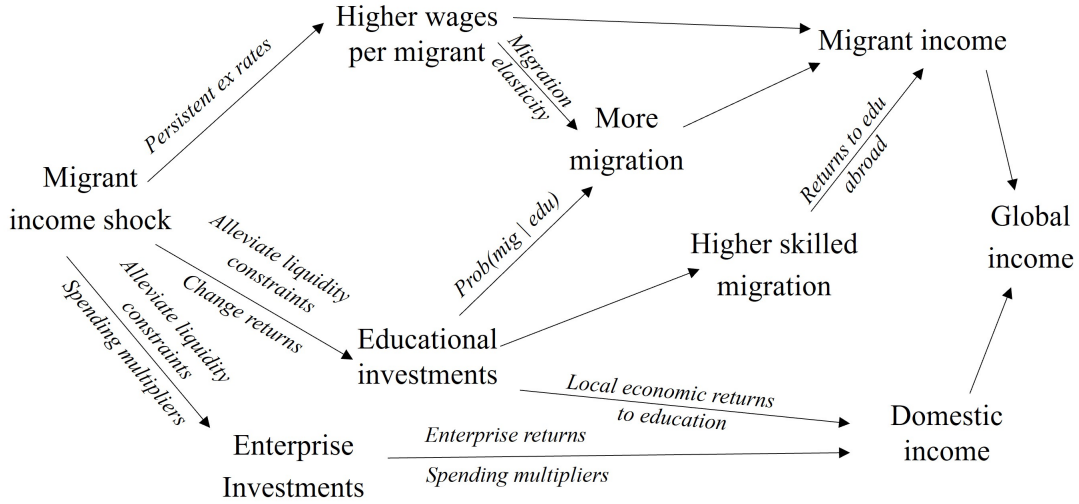 Higher wages
per migrant
Migrant income
Persistent ex rates
Migration
elasticity
More
migration
Returns to edu
abroad
Migrant
income shock
Global
income
Prob(mig | edu)
Higher skilled
migration
Alleviate liquidity
constraints
Change returns
Alleviate liquidity
constraints
Spending multipliers
Educational
investments
Local economic returns
to education
Domestic
income
Enterprise
Investments
Enterprise returns
Spending multipliers